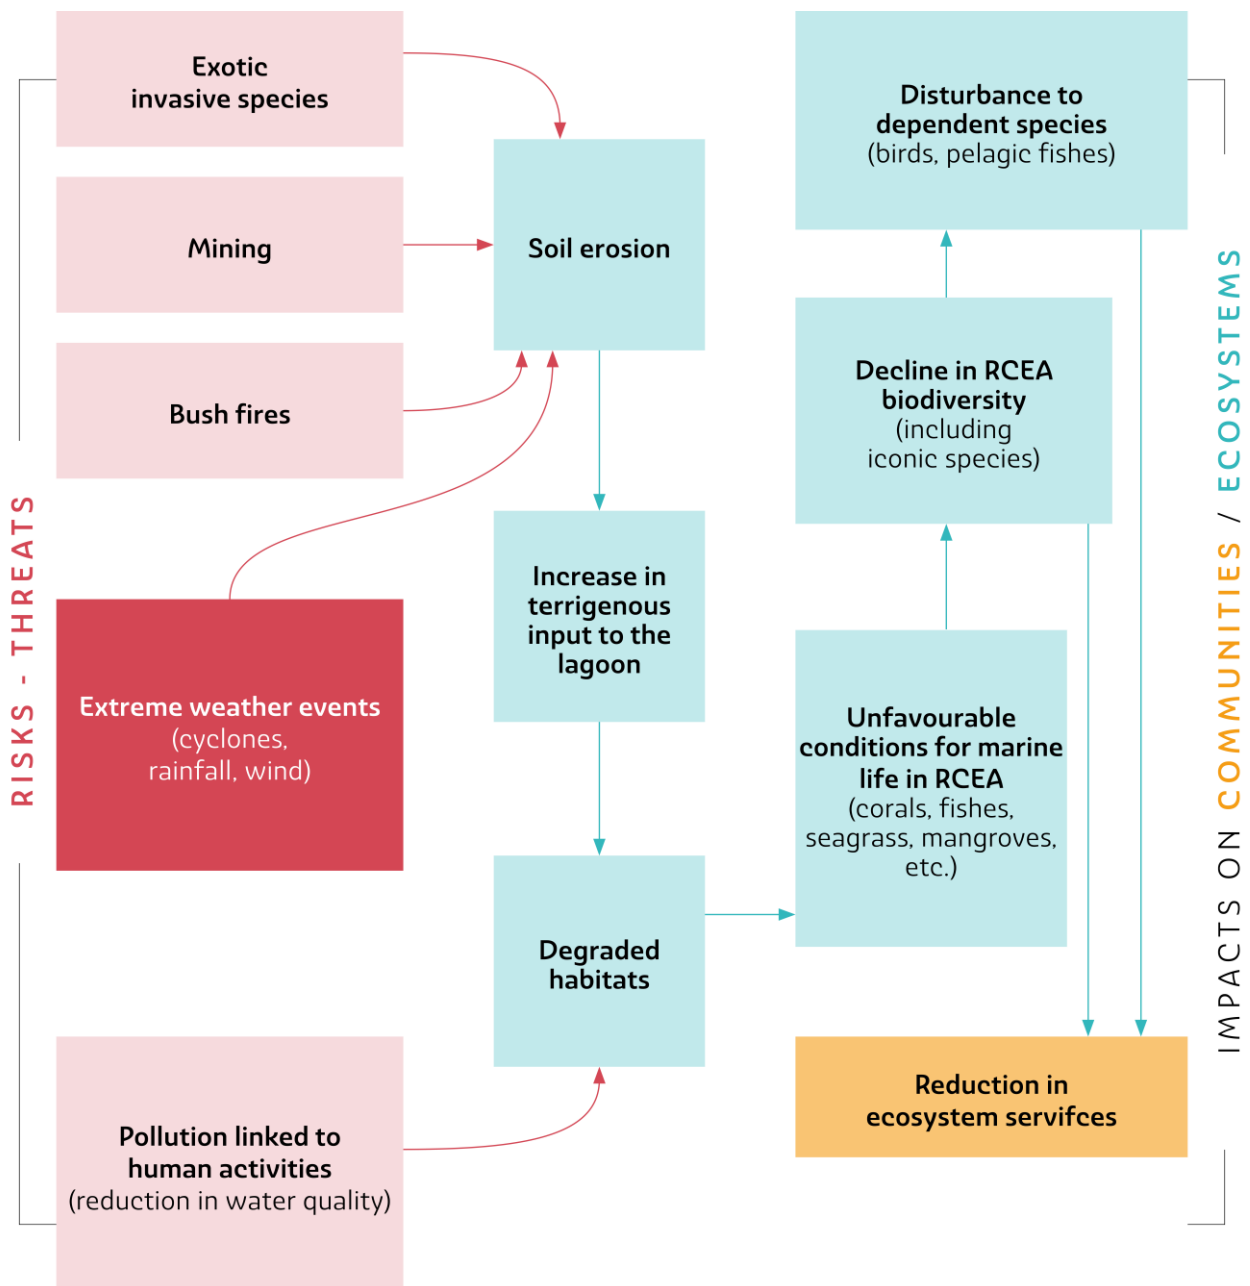 Exotic
invasive species
Mining
Bush fires
RISKS - THREATS
Extreme weather events
(cyclones,
rainfall, wind)
Pollution linked to
human activities
(reduction in water quality)
Soil erosion
Increase in
terrigenous
input to the
lagoon
Degraded
habitats
Disturbance to
dependent species
(birds, pelagic fishes)
Decline in RCEA
biodiversity
(including
iconic species)
Unfavourable
conditions for marine
life in RCEA
(corals, fishes,
seagrass, mangroves,
etc.)
Reduction in
ecosystem servifces
IMPACTS ON COMMUNITIES / ECOSYSTEMS